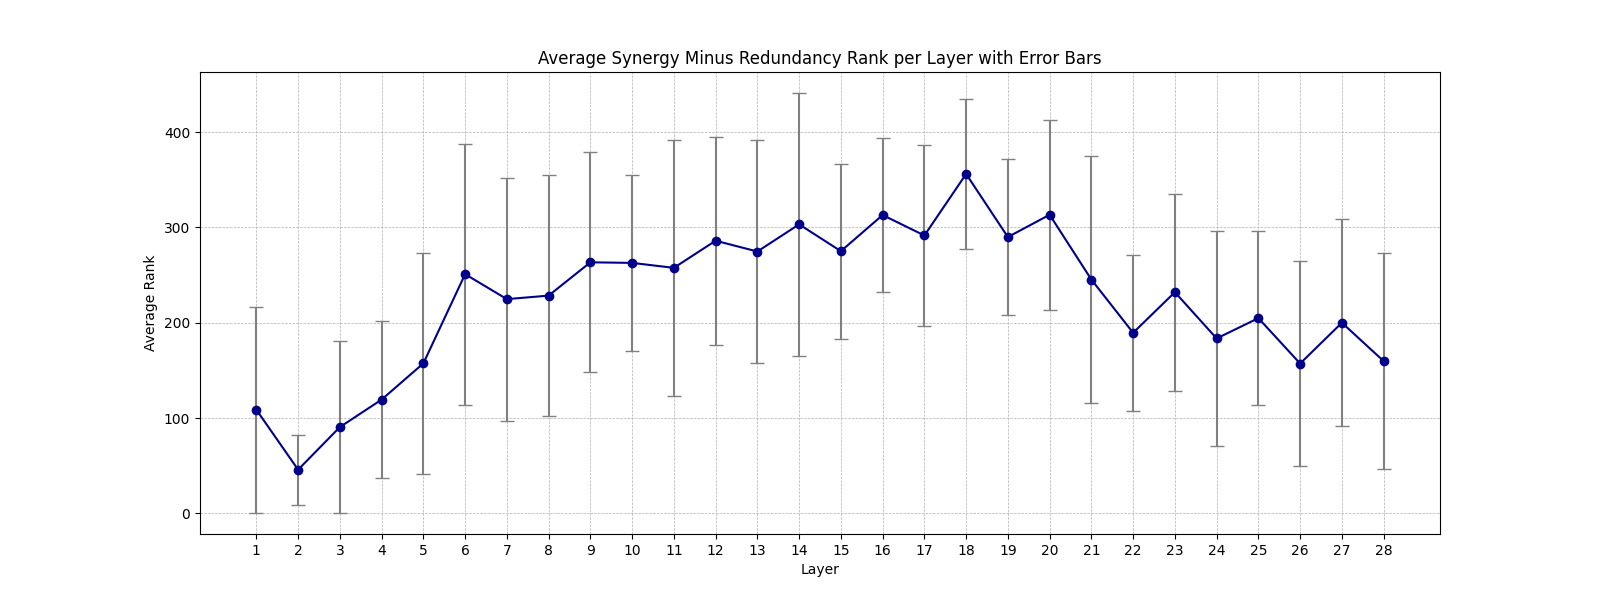 Average Synergy Minus Redundancy Rank per Layer with Error Bars
Average Rank
400
300
200
100
0
1 2 3 4 5 6 7 8 9 10 11 12 13 14 15 16 17 18 19 20 21 22 23 24 25 26 27 28
Layer